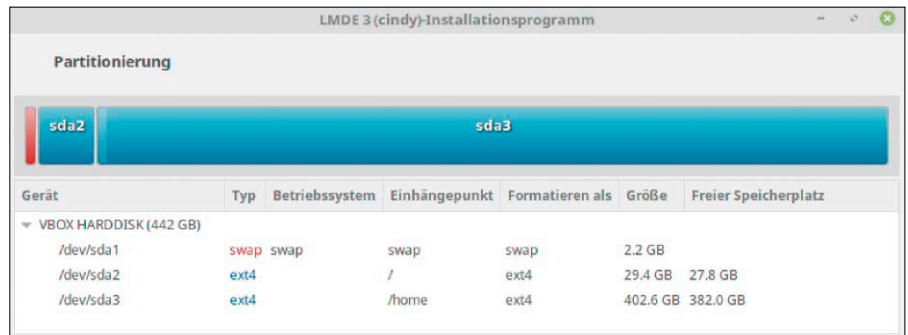 LMDE 3 (cindy)-Installationsprogramm
Partitionierung
sda2 sda3
Gerät Typ Betriebssystem Einhängepunkt Formatieren als Größe Freier Speicherplatz
VBOX HARDDISK (442 GB)
/dev/sda1 swap swap swap swap 2.2 GB
/dev/sda2 ext4 / ext4 29.4 GB 27.8 GB
/dev/sda3 ext4 /home ext4 402.6 GB 382.0 GB